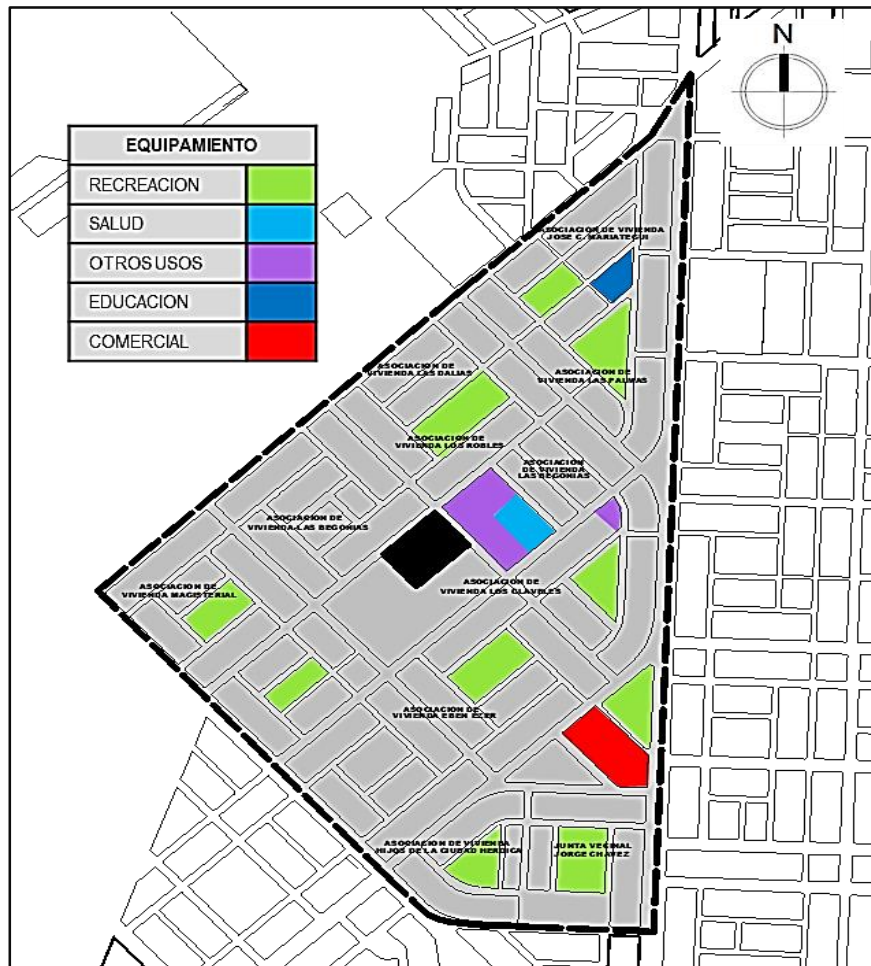 N
EQUIPAMIENTO
RECREACION
SALUD
OTROS USOS
EDUCACION
COMERCIAL
ASOCIACION DE VIVIENDA
JOSE C. MARIATEGUI
ASOCIACION DE
VIVIENDA LAS DALIAS
ASOCIACION DE
VIVIENDA LAS PALMAS
ASOCIACION DE
VIVIENDA LOS ROBLES
ASOCIACION
DE VIVIENDA
LAS BEGONIAS
ASOCIACION DE
VIVIENDA LAS BEGONIAS
ASOCIACION DE
VIVIENDA MAGISTERIAL
ASOCIACION DE
VIVIENDA LOS CLAVELES
ASOCIACION DE
VIVIENDA EBEN EZER
ASOCIACION DE VIVIENDA
HIJOS DE LA CIUDAD HEROICA
JUNTA VECINAL
JORGE CHAVEZ